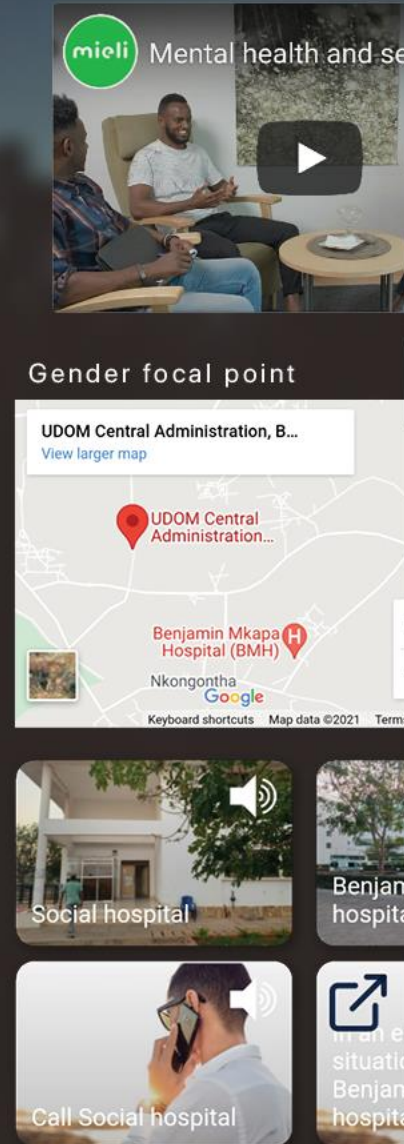 mieli
Mental health and se
Gender focal point
UDOM Central Administration, B...
View larger map
UDOM Central
Administration...
Benjamin Mkapa
Hospital (BMH)
H
Nkongontha
Google
Keyboard shortcuts Map data ©2021 Terms
Social hospital
Benjam
hospita
Call Social hospital
In an e
situatio
Benjam
hospita